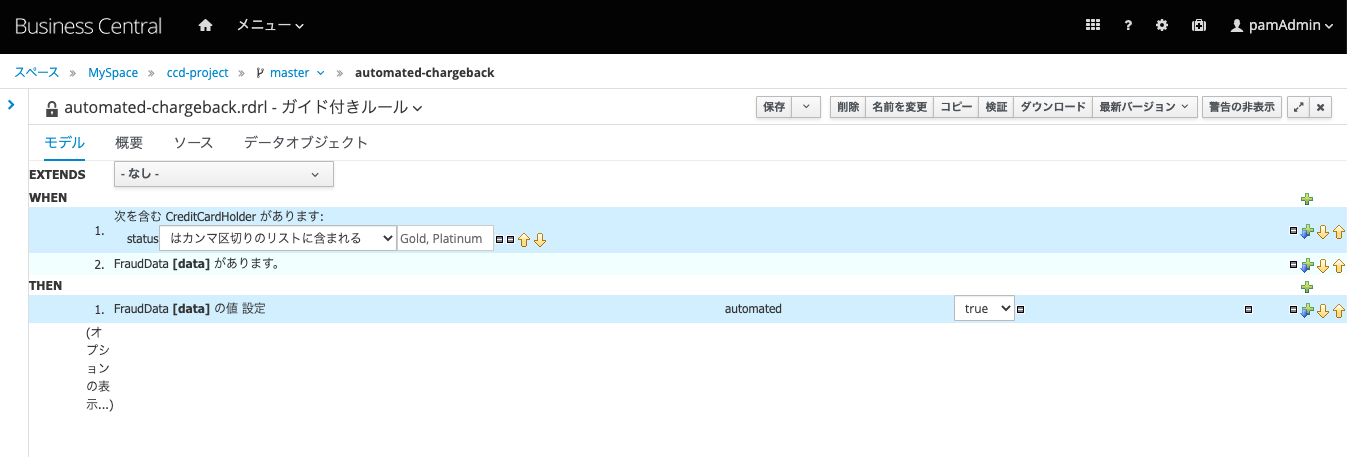 Business Central メニュー ? pamAdmin
スペース » MySpace » ccd-project » master » automated-chargeback
automated-chargeback.rdrl - ガイド付きルール 保存 削除 名前を変更 コピー 検証 ダウンロード 最新バージョン 警告の非表示
モデル 概要 ソース データオブジェクト
EXTENDS - なし -
WHEN
次を含む CreditCardHolder があります:
1.
status はカンマ区切りのリストに含まれる Gold, Platinum
2. FraudData [data] があります。
THEN
1. FraudData [data] の値 設定 automated true
(オ
プシ
ョン
の表
示...)